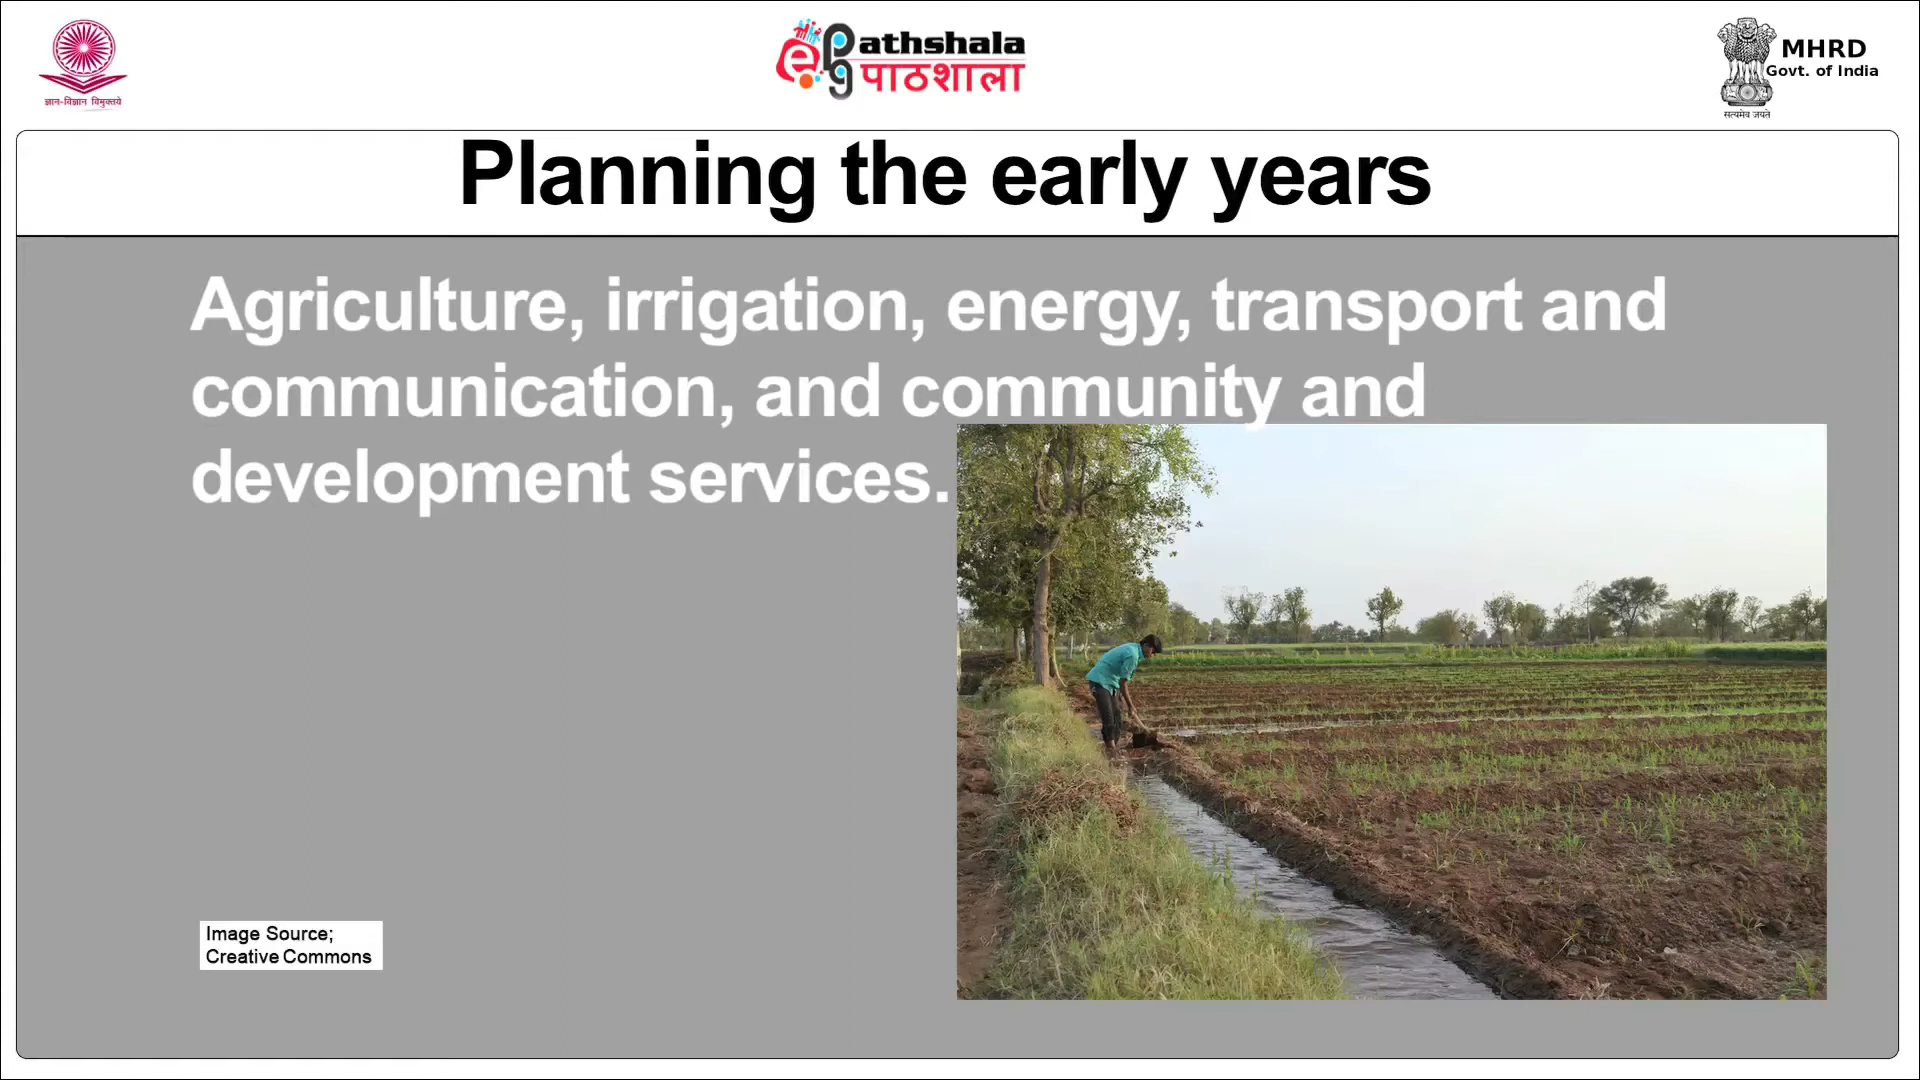 ज्ञान-विज्ञान विमुक्तये
e pg athshala
पाठशाला
MHRD
Govt. of India
सत्यमेव जयते
Planning the early years
Agriculture, irrigation, energy, transport and
communication, and community and
development services.
Image Source;
Creative Commons